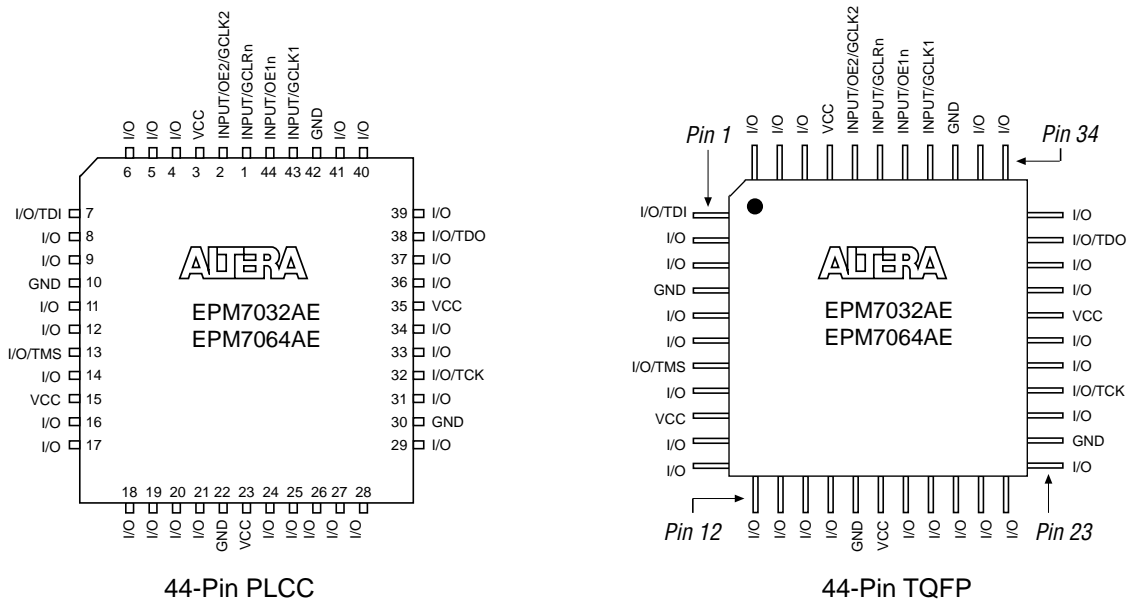 I/O I/O I/O VCC INPUT/OE2/GCLK2 INPUT/GCLRn INPUT/OE1n INPUT/GCLK1 GND I/O I/O
6 5 4 3 2 1 44 43 42 41 40
I/O/TDI 7 39 I/O
I/O 8 38 I/O/TDO
I/O 9 37 I/O
GND 10 36 I/O
I/O 11 35 VCC
I/O 12 34 I/O
I/O/TMS 13 33 I/O
I/O 14 32 I/O/TCK
VCC 15 31 I/O
I/O 16 30 GND
I/O 17 29 I/O
ALTERA
EPM7032AE
EPM7064AE
18 19 20 21 22 23 24 25 26 27 28
I/O I/O I/O I/O GND VCC I/O I/O I/O I/O I/O
44-Pin PLCC
I/O I/O I/O VCC INPUT/OE2/GCLK2 INPUT/GCLRn INPUT/OE1n INPUT/GCLK1 GND I/O I/O
Pin 1 Pin 34
I/O/TDI I/O
I/O I/O/TDO
I/O I/O
GND I/O
I/O VCC
I/O I/O
I/O/TMS I/O
I/O I/O/TCK
VCC I/O
I/O GND
I/O I/O
ALTERA
EPM7032AE
EPM7064AE
Pin 12 Pin 23
I/O I/O I/O I/O GND VCC I/O I/O I/O I/O I/O
44-Pin TQFP